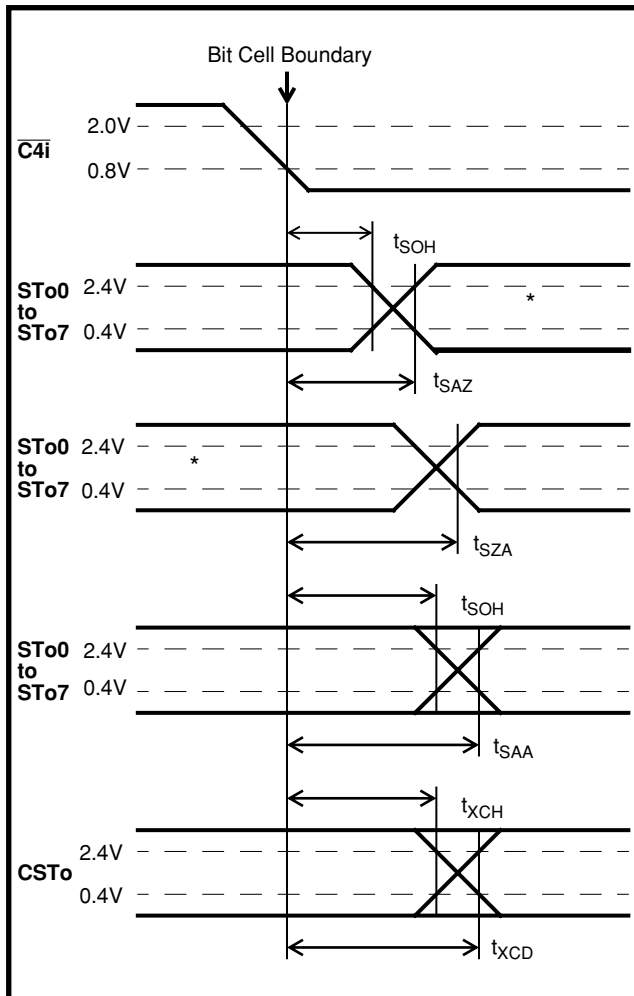 Bit Cell Boundary
2.0V
C4i
0.8V
tSOH
STo0
to
STo7
2.4V
0.4V
*
tSAZ
STo0
to
STo7
2.4V
0.4V
*
tSZA
tSOH
STo0
to
STo7
2.4V
0.4V
tSAA
tXCH
CSTo
2.4V
0.4V
tXCD